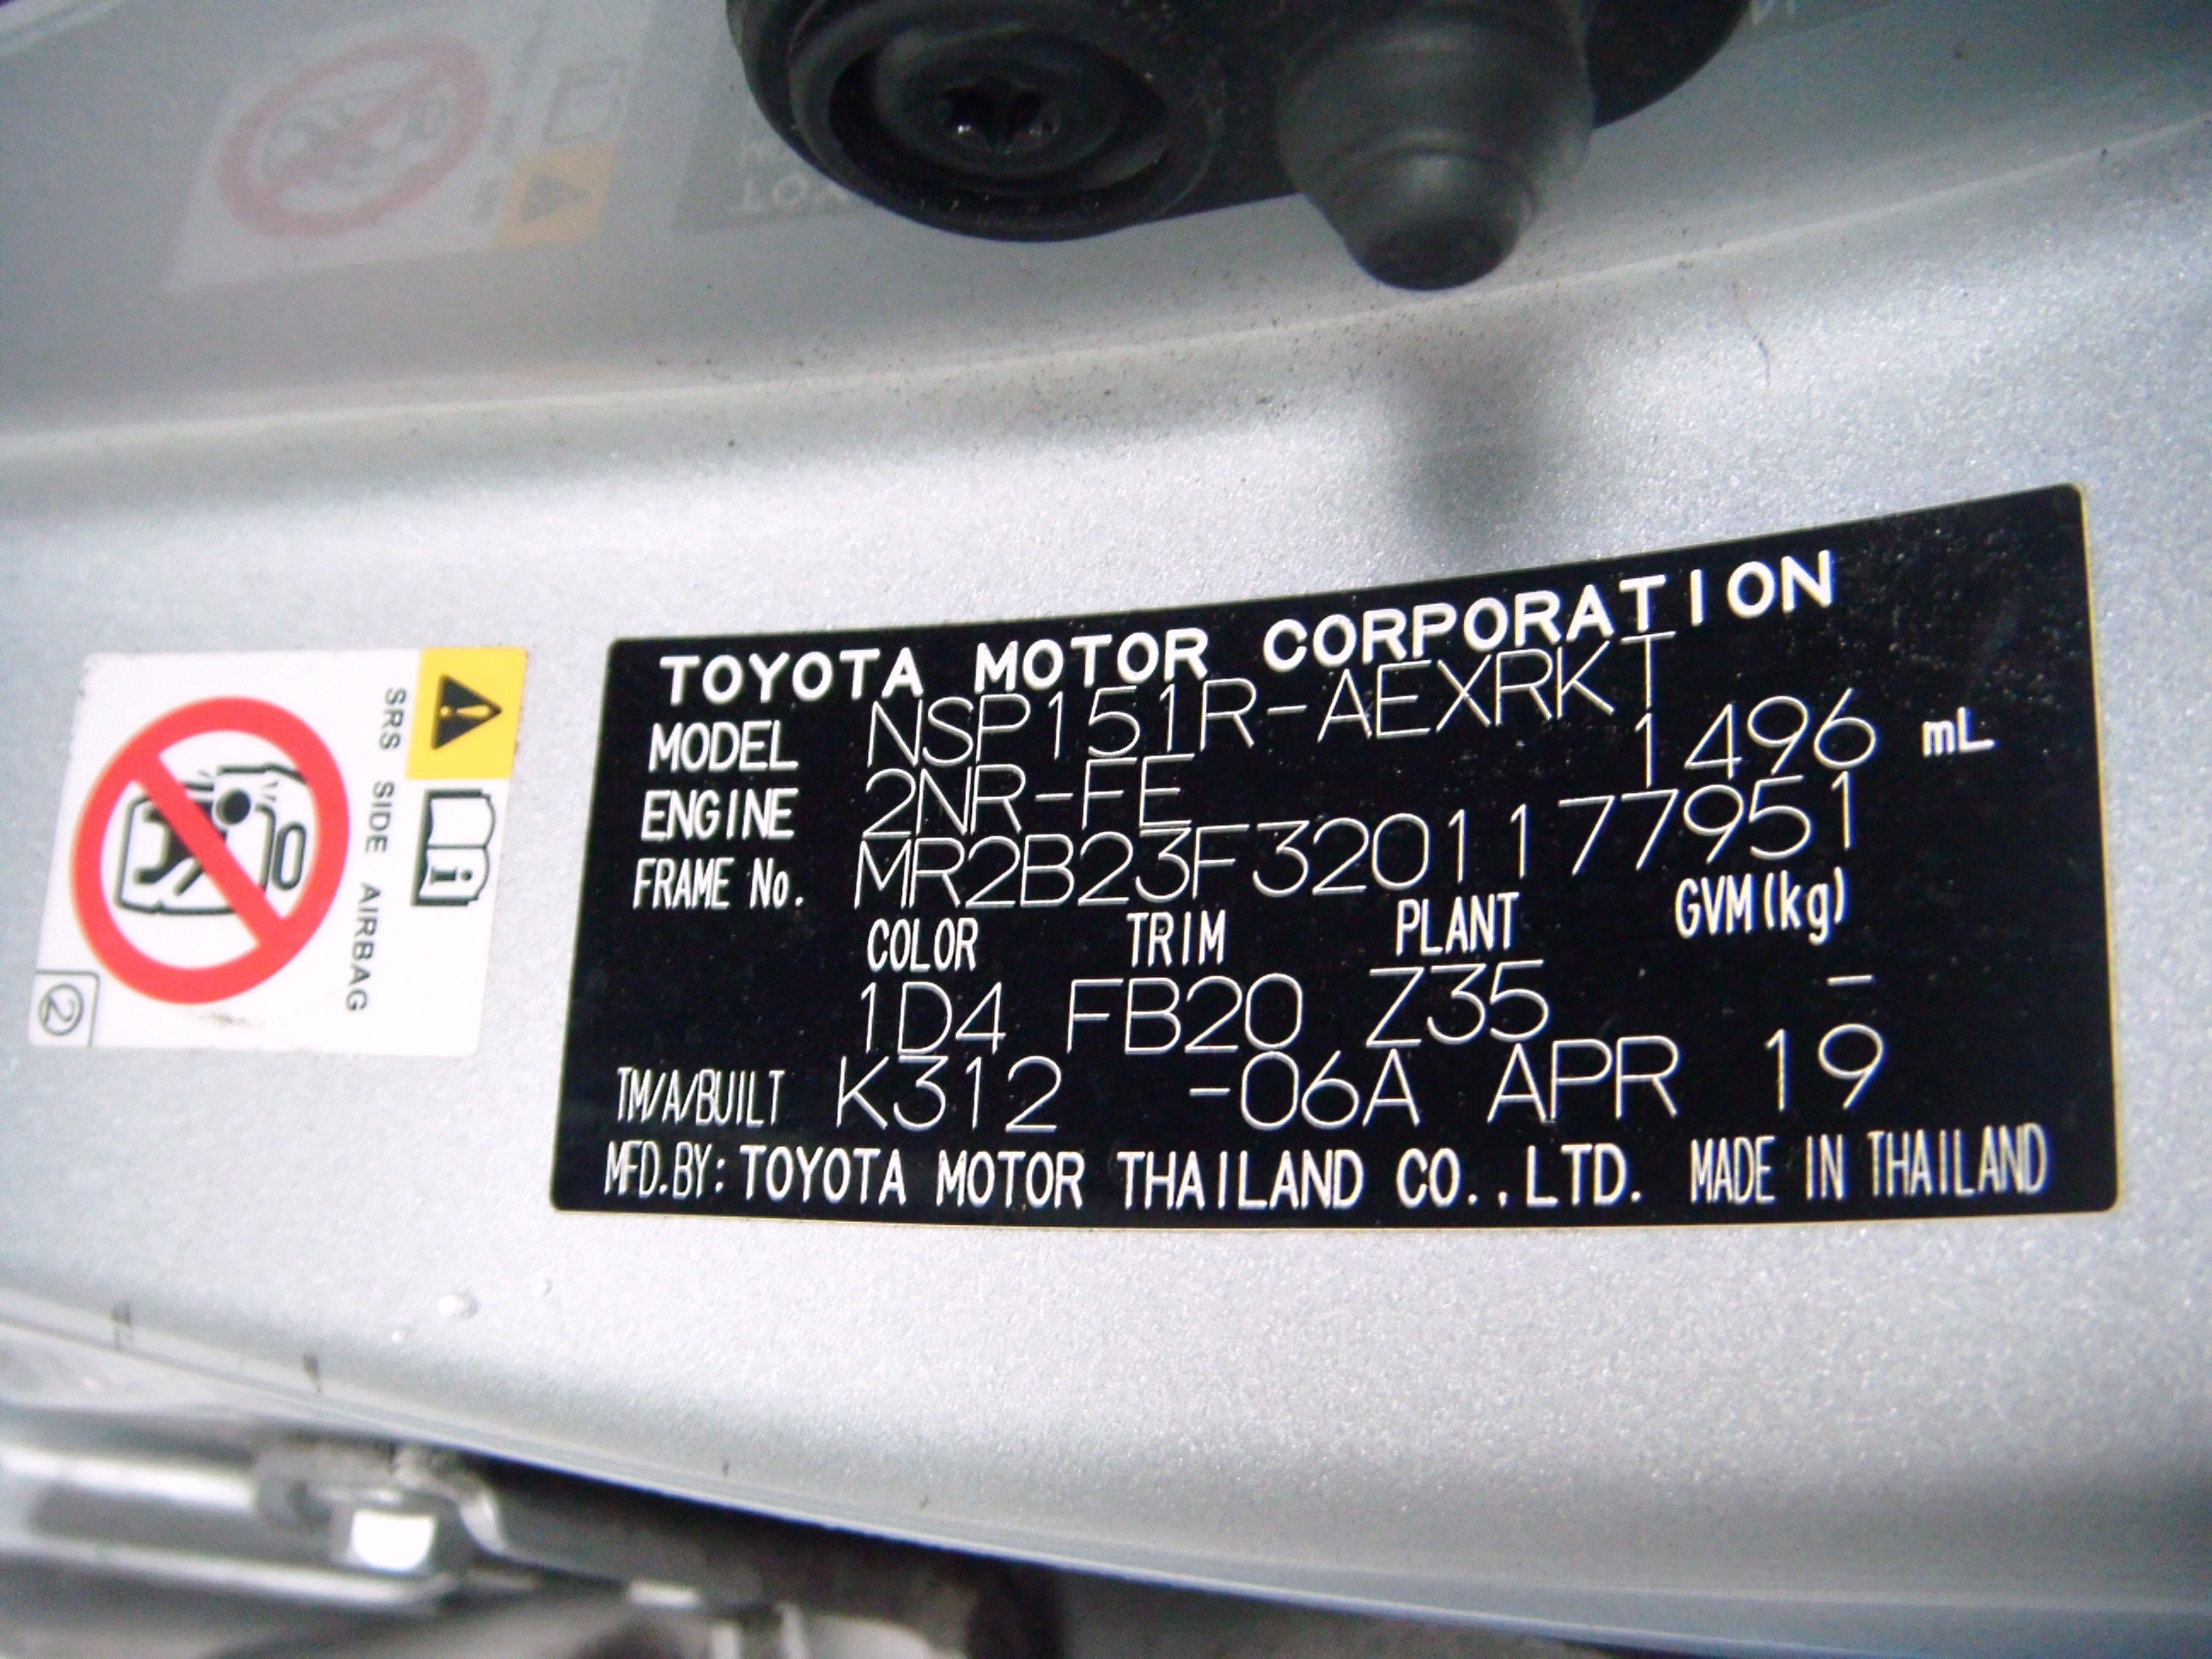 TOYOTA MOTOR CORPORATION
MODEL NSP151R-AEXRKT
ENGINE 2NR-FE 1496 mL
FRAME No. MR2B23F3201177951
COLOR TRIM PLANT GVM(kg)
1D4 FB20 Z35 -
TM/A/BUILT K312 -06A APR 19
MFD.BY: TOYOTA MOTOR THAILAND CO.,LTD. MADE IN THAILAND
SRS SIDE AIRBAG
2